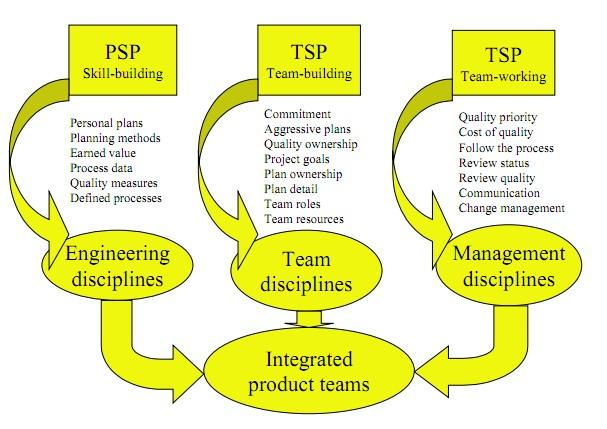 PSP
Skill-building
TSP
Team-building
TSP
Team-working
Personal plans
Planning methods
Earned value
Process data
Quality measures
Defined processes
Commitment
Aggressive plans
Quality ownership
Project goals
Plan ownership
Plan detail
Team roles
Team resources
Quality priority
Cost of quality
Follow the process
Review status
Review quality
Communication
Change management
Engineering
disciplines
Team
disciplines
Management
disciplines
Integrated
product teams